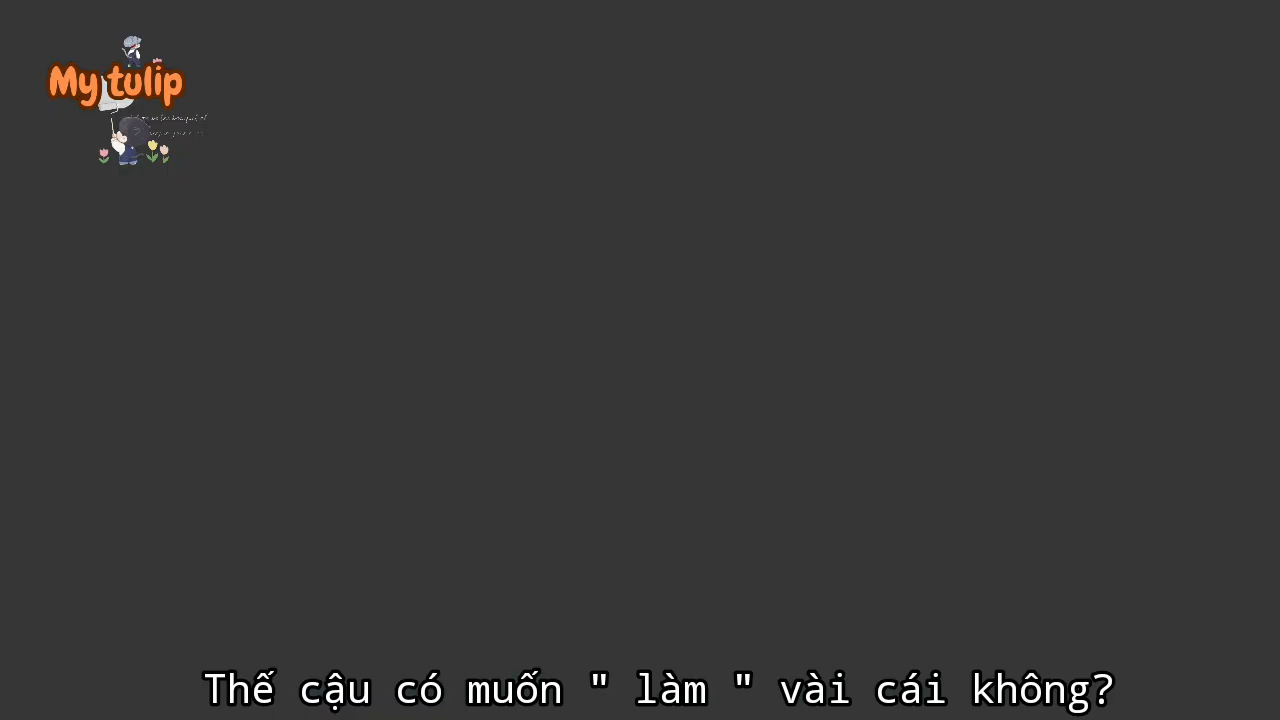 My tulip
Thế cậu có muốn " làm " vài cái không?